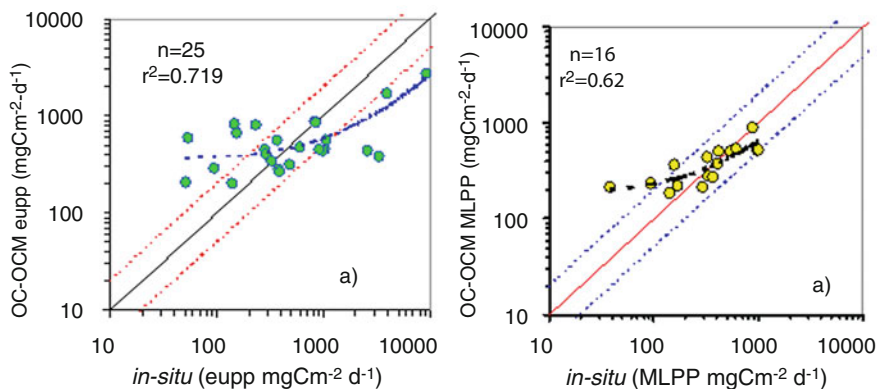 10000
1000
100
10
OC-OCM eupp (mgCm-2-d-1)
n=25
r2=0.719
a)
10 100 1000 10000
in-situ (eupp mgCm-2 d-1)
10000
1000
100
10
OC-OCM MLPP (mgCm-2-d-1)
n=16
r2=0.62
a)
10 100 1000 10000
in-situ (MLPP mgCm-2 d-1)